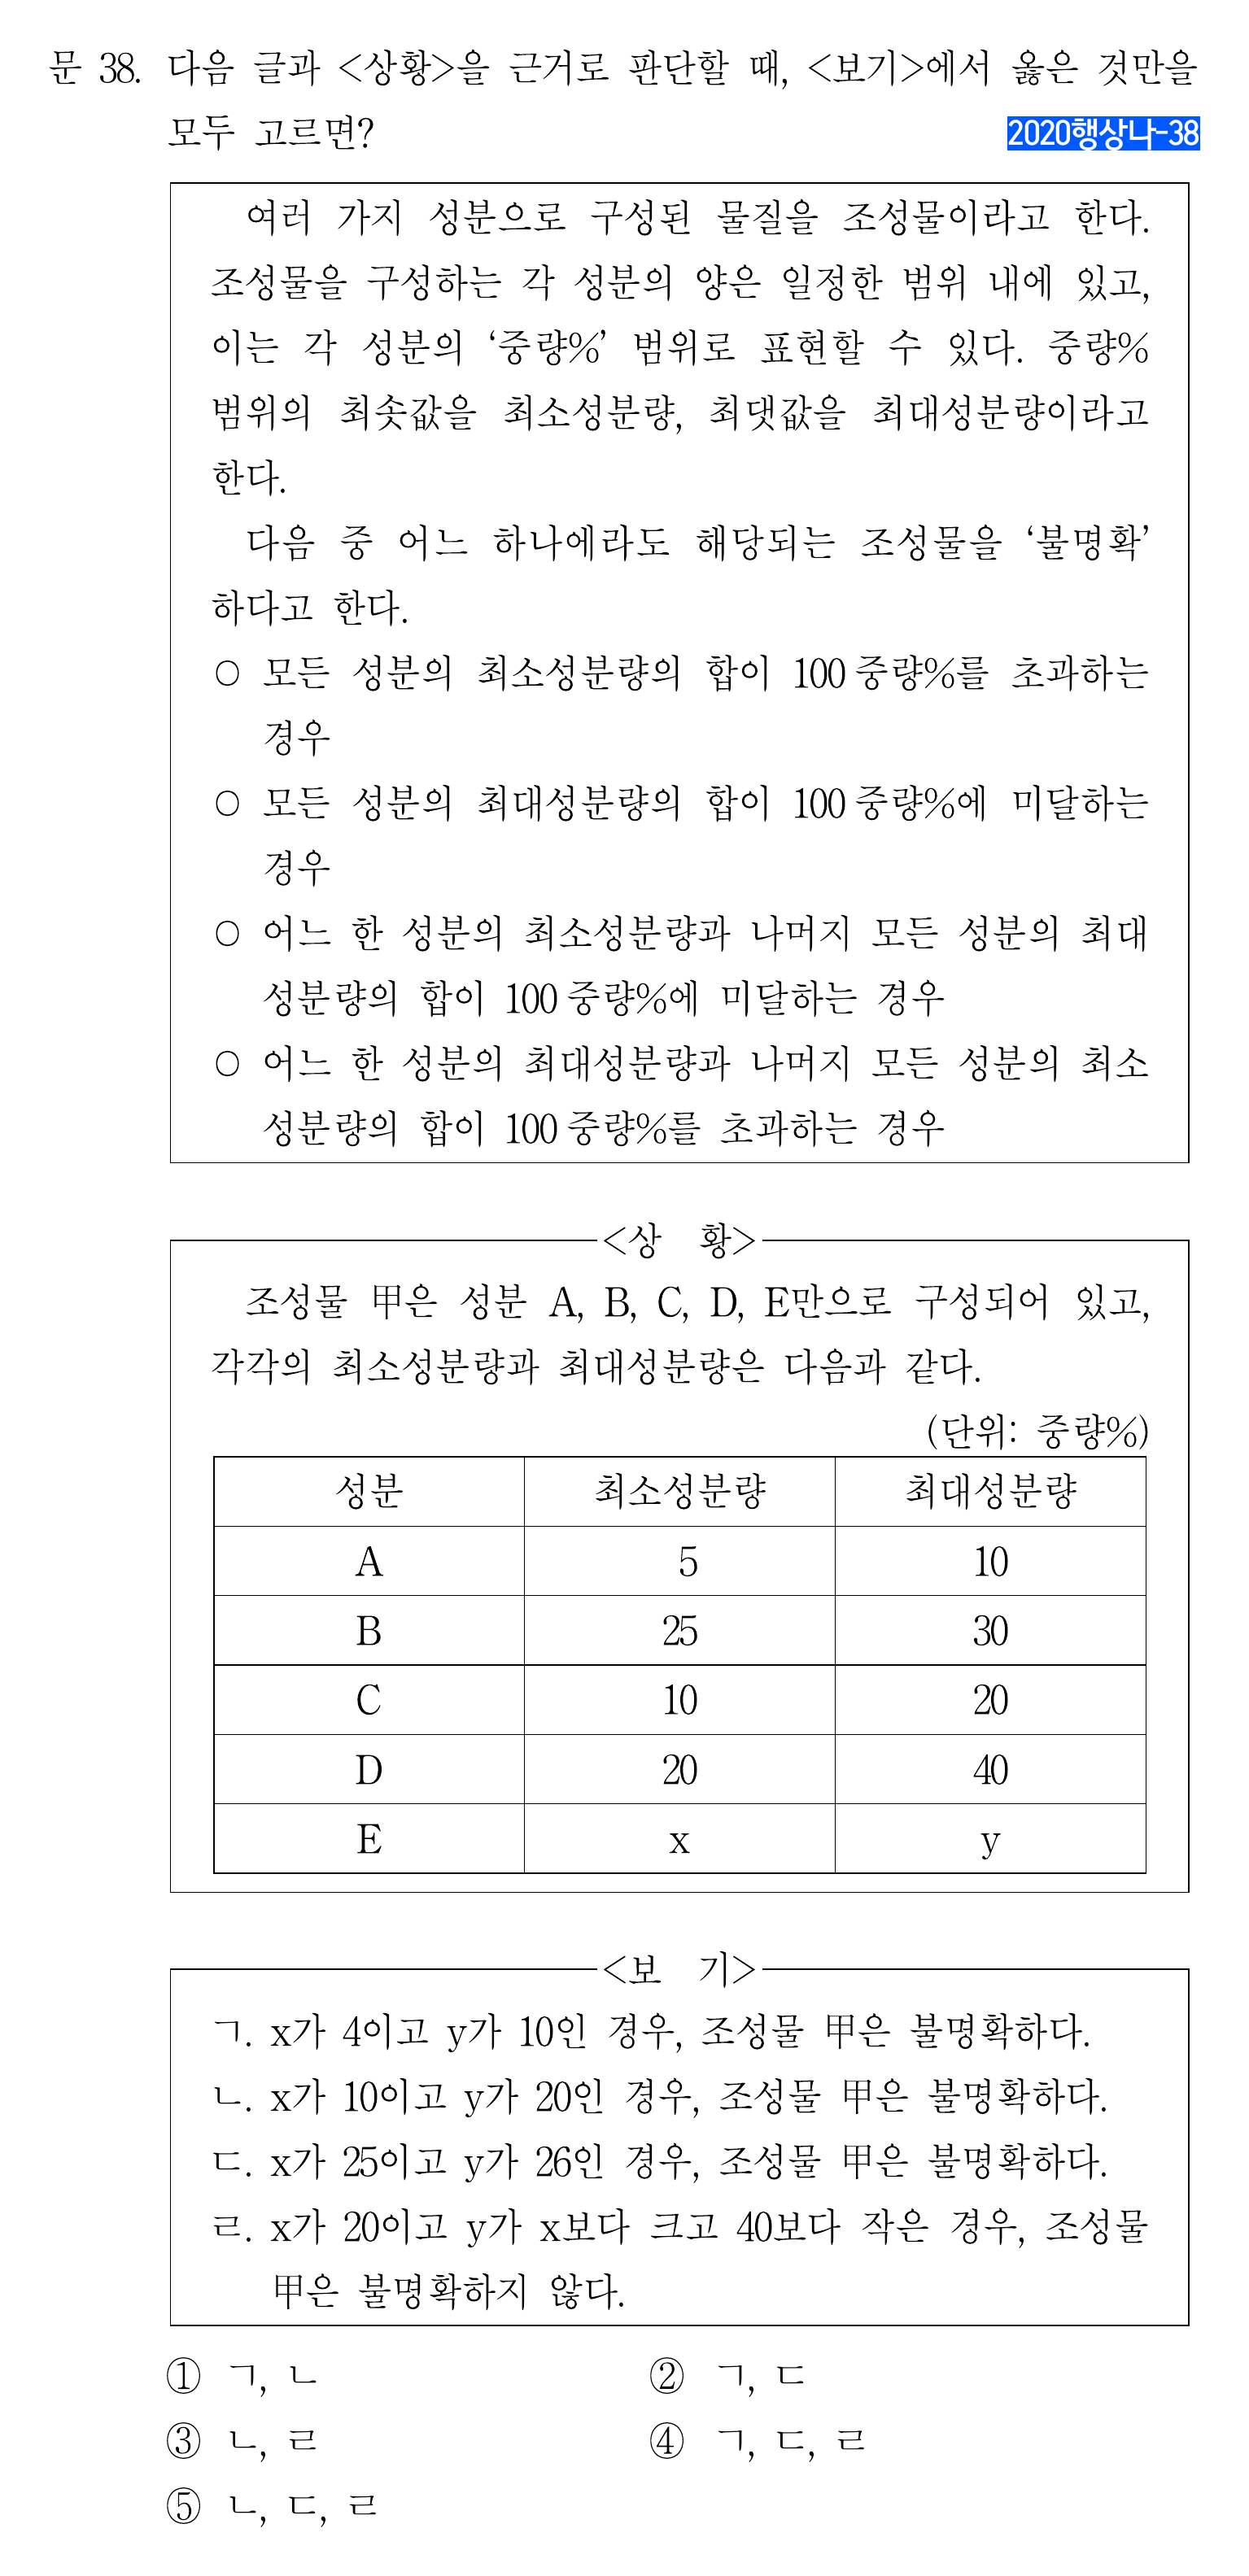 문 38. 다음 글과 <상황>을 근거로 판단할 때, <보기>에서 옳은 것만을
모두 고르면?
2020행상나-38
여러 가지 성분으로 구성된 물질을 조성물이라고 한다.
조성물을 구성하는 각 성분의 양은 일정한 범위 내에 있고,
이는 각 성분의 ‘중량%’ 범위로 표현할 수 있다. 중량%
범위의 최솟값을 최소성분량, 최댓값을 최대성분량이라고
한다.
다음 중 어느 하나에라도 해당되는 조성물을 ‘불명확’
하다고 한다.
○ 모든 성분의 최소성분량의 합이 100중량%를 초과하는
경우
○ 모든 성분의 최대성분량의 합이 100중량%에 미달하는
경우
○ 어느 한 성분의 최소성분량과 나머지 모든 성분의 최대
성분량의 합이 100중량%에 미달하는 경우
○ 어느 한 성분의 최대성분량과 나머지 모든 성분의 최소
성분량의 합이 100중량%를 초과하는 경우
<상 황>
조성물 甲은 성분 A, B, C, D, E만으로 구성되어 있고,
각각의 최소성분량과 최대성분량은 다음과 같다.
(단위: 중량%)
성분 최소성분량 최대성분량
A 5 10
B 25 30
C 10 20
D 20 40
E x y
<보 기>
ㄱ. x가 4이고 y가 10인 경우, 조성물 甲은 불명확하다.
ㄴ. x가 10이고 y가 20인 경우, 조성물 甲은 불명확하다.
ㄷ. x가 25이고 y가 26인 경우, 조성물 甲은 불명확하다.
ㄹ. x가 20이고 y가 x보다 크고 40보다 작은 경우, 조성물
甲은 불명확하지 않다.
① ㄱ, ㄴ ② ㄱ, ㄷ
③ ㄴ, ㄹ ④ ㄱ, ㄷ, ㄹ
⑤ ㄴ, ㄷ, ㄹ